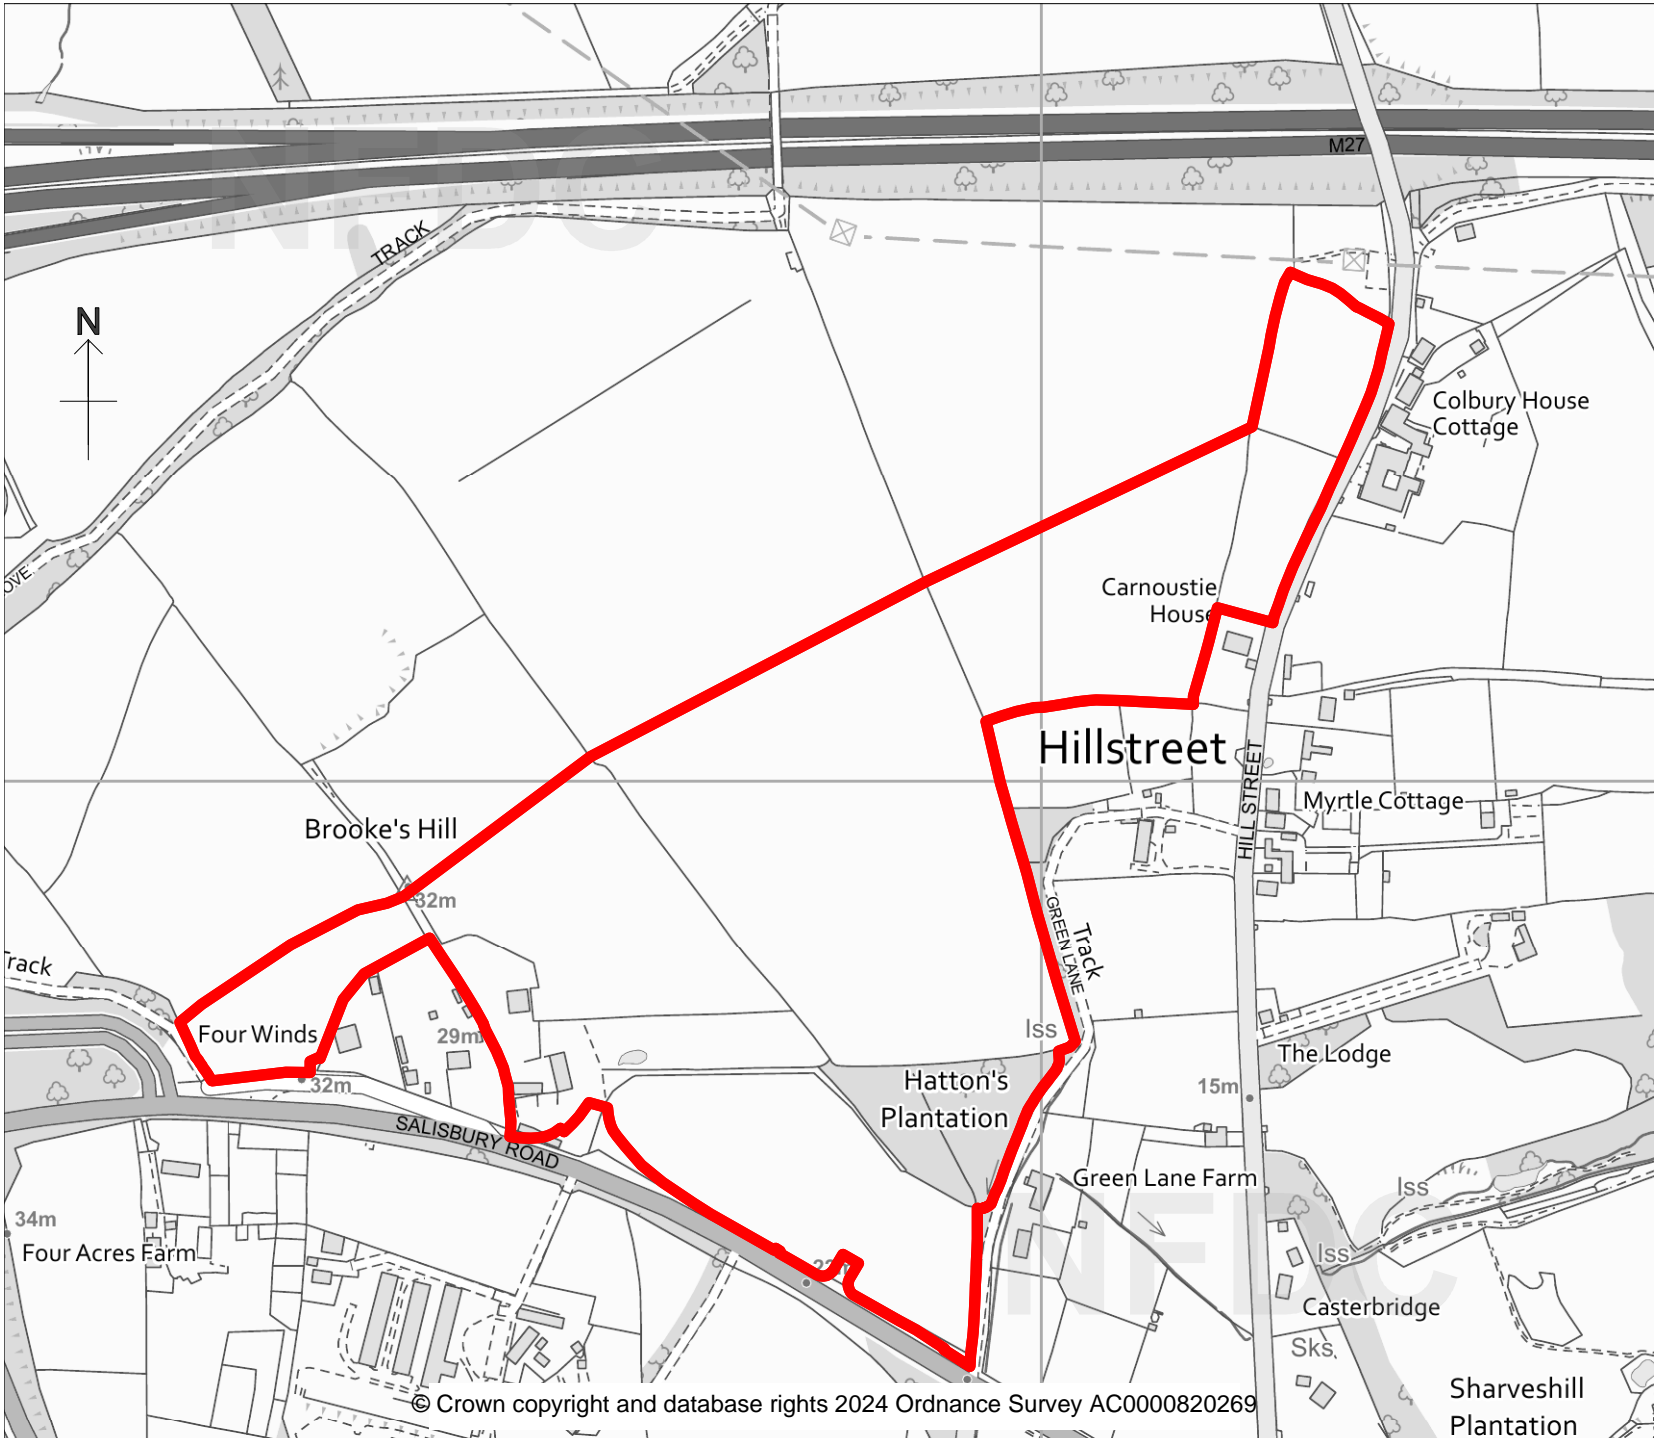 M27
NFDC
TRACK
N
Colbury House
Cottage
OVE
Carnoustie
House
Hillstreet
HILL STREET
Myrtle Cottage
Brooke's Hill
32m
GREEN LANE
Track
Track
Four Winds
29m
Iss
The Lodge
32m
Hatton's
Plantation
15m
SALISBURY ROAD
Green Lane Farm
Iss
34m
Four Acres Farm
NFDC
Iss
Casterbridge
Sks
Sharveshill
Plantation
© Crown copyright and database rights 2024 Ordnance Survey AC0000820269